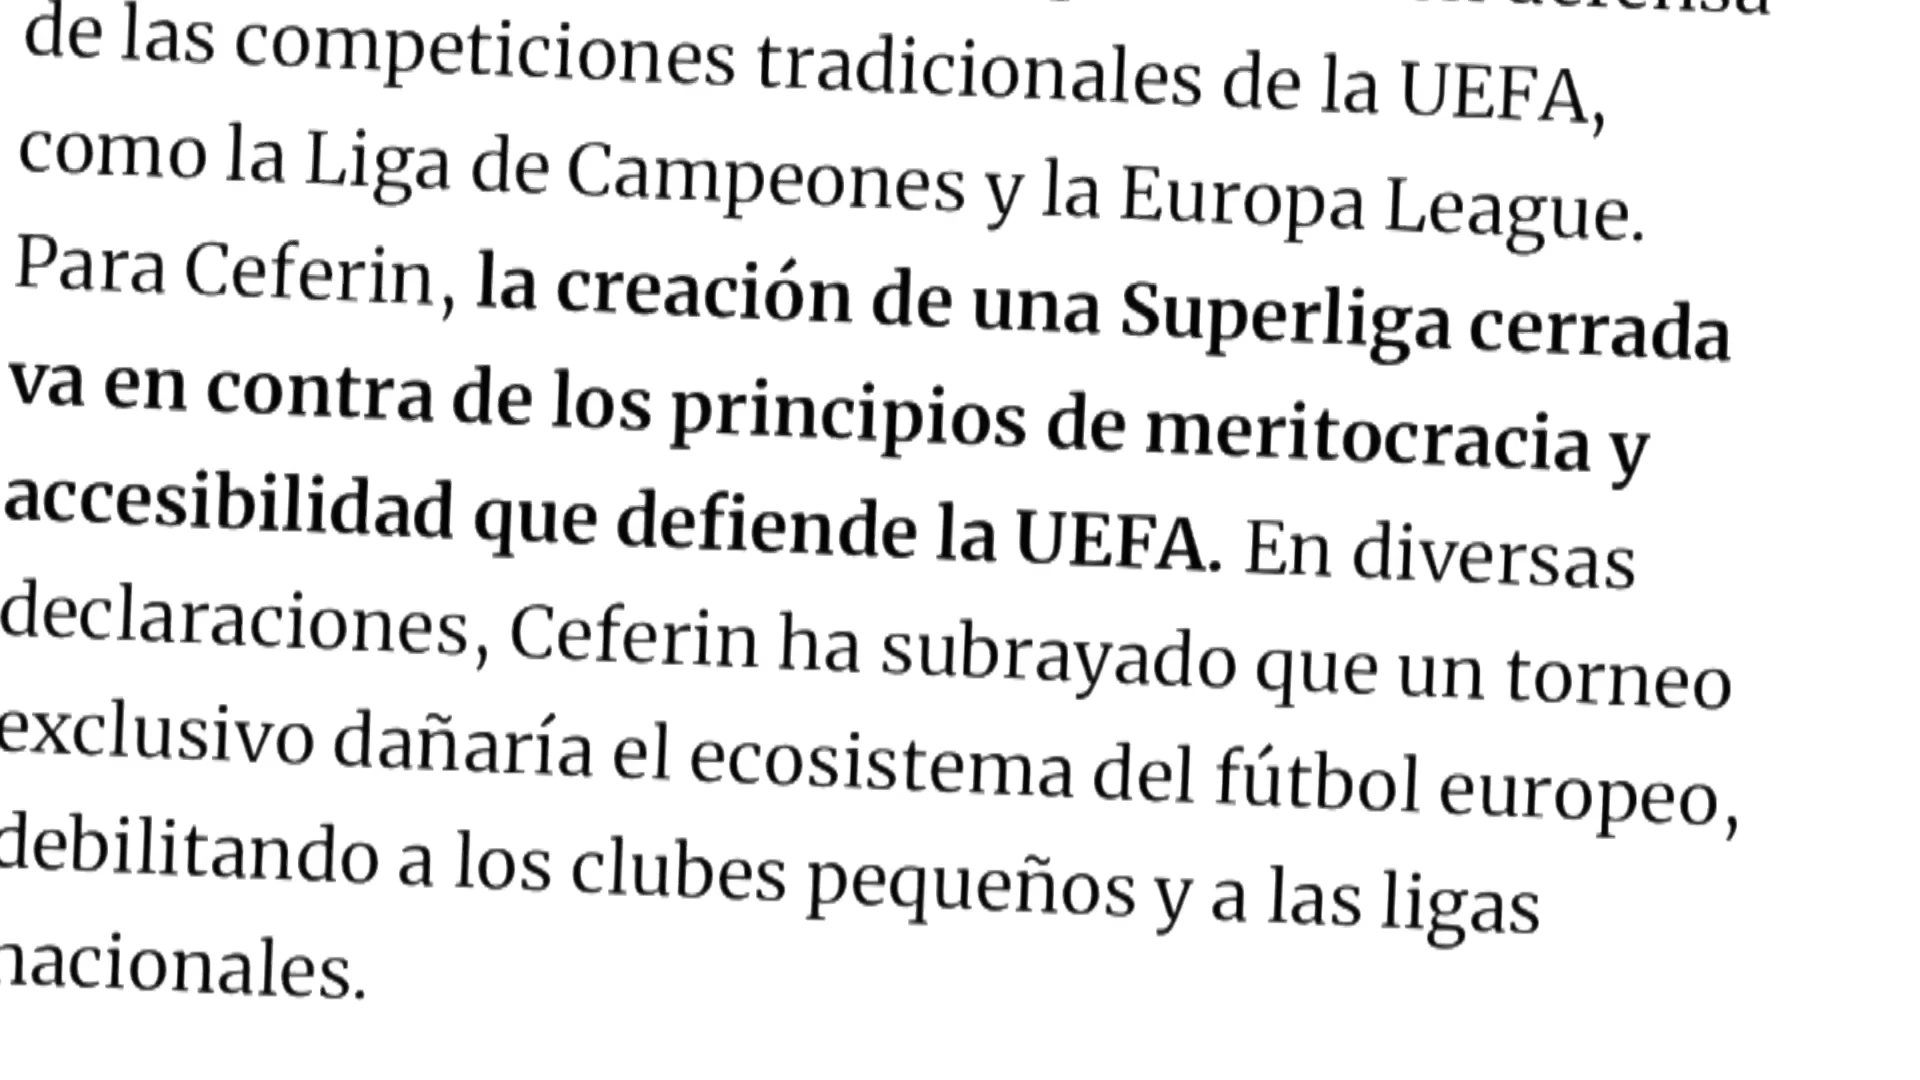 de las competiciones tradicionales de la UEFA,
como la Liga de Campeones y la Europa League.
Para Ceferin, la creación de una Superliga cerrada
va en contra de los principios de meritocracia y
accesibilidad que defiende la UEFA. En diversas
declaraciones, Ceferin ha subrayado que un torneo
exclusivo dañaría el ecosistema del fútbol europeo,
debilitando a los clubes pequeños y a las ligas
nacionales.